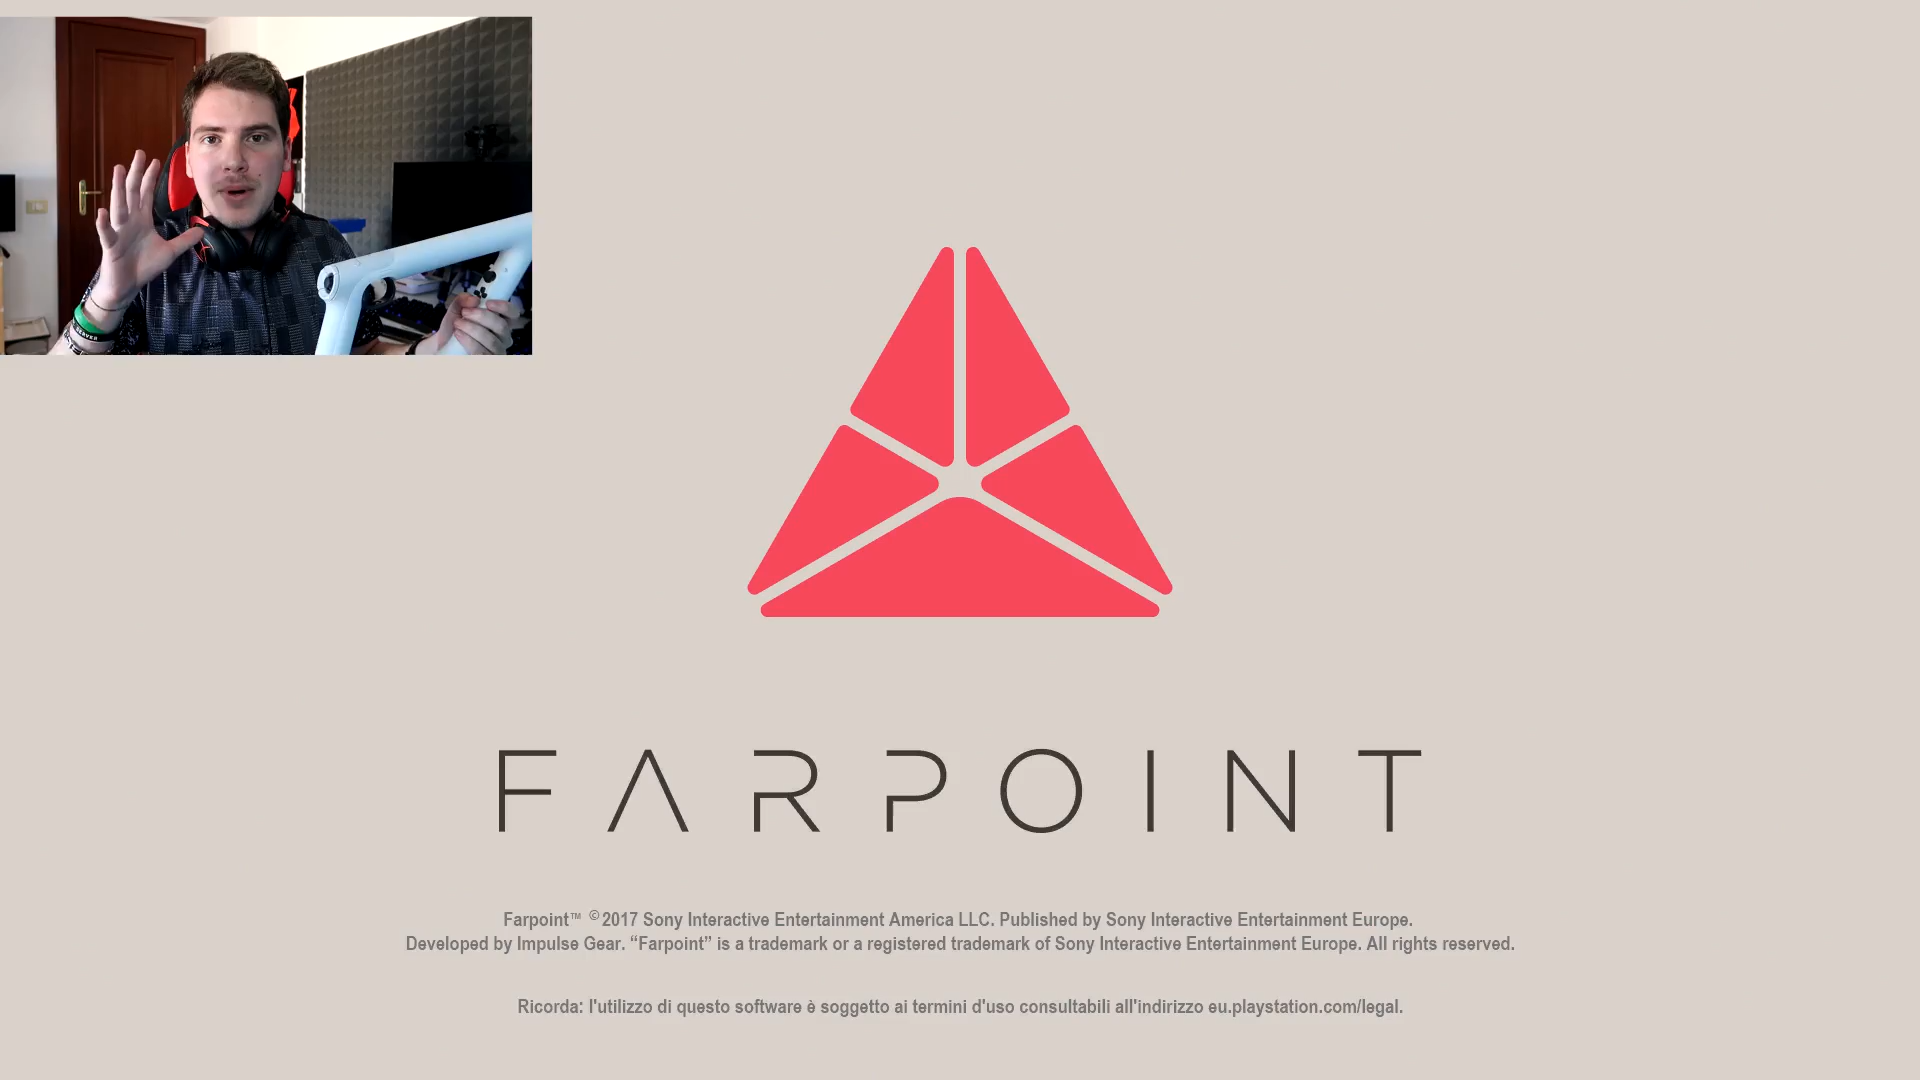 FARPOINT
Farpoint™ ©2017 Sony Interactive Entertainment America LLC. Published by Sony Interactive Entertainment Europe.
Developed by Impulse Gear. “Farpoint” is a trademark or a registered trademark of Sony Interactive Entertainment Europe. All rights reserved.
Ricorda: l'utilizzo di questo software è soggetto ai termini d'uso consultabili all'indirizzo eu.playstation.com/legal.